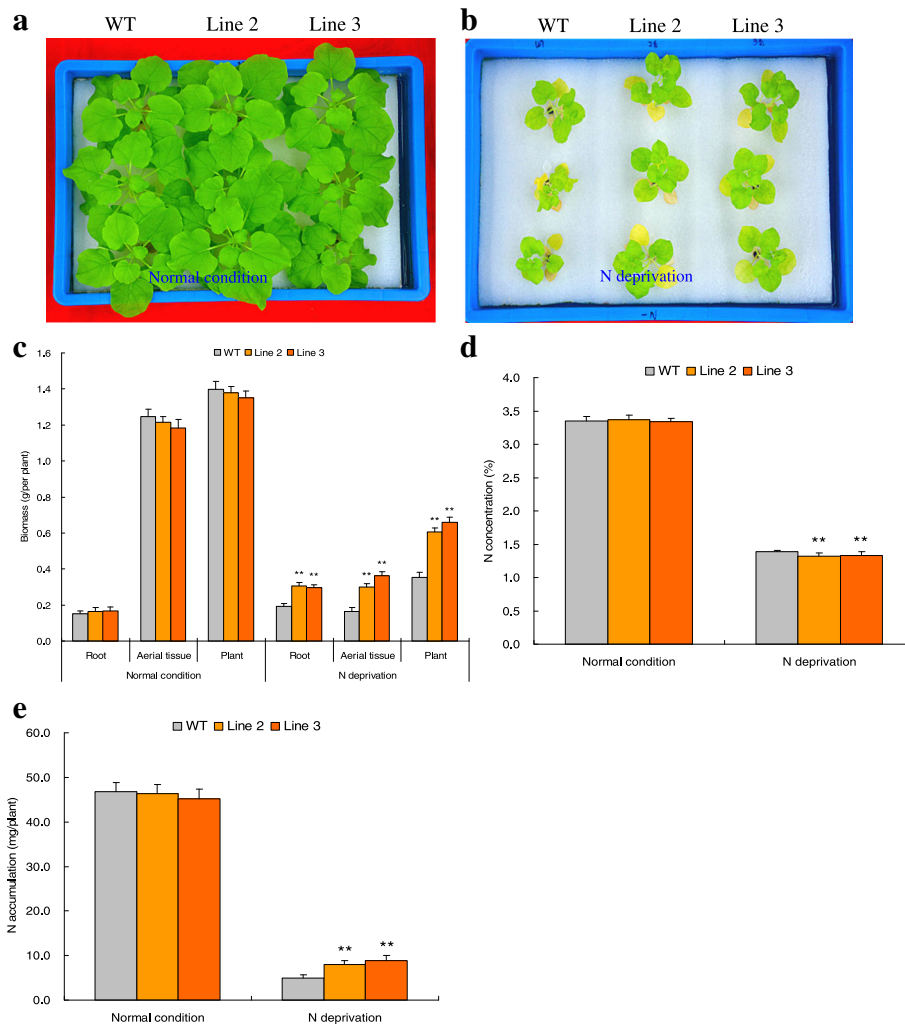 a
WT Line 2 Line 3
Normal condition
b
WT Line 2 Line 3
N deprivation
-N
c
WT Line 2 Line 3
Biomass (g/per plant)
1.6
1.4
1.2
1.0
0.8
0.6
0.4
0.2
0.0
** ** ** ** ** **
Root Aerial tissue Plant Root Aerial tissue Plant
Normal condition N deprivation
d
WT Line 2 Line 3
N concentration (%)
4.0
3.5
3.0
2.5
2.0
1.5
1.0
0.5
0.0
** **
Normal condition N deprivation
e
WT Line 2 Line 3
N accumulation (mg/plant)
60.0
50.0
40.0
30.0
20.0
10.0
0.0
** **
Normal condition N deprivation